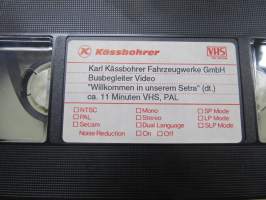 K Kässbohrer VHS
Karl Kässbohrer Fahrzeugwerke GmbH
Busbegleiter Video
"Willkommen in unserem Setra" (dt.)
ca. 11 Minuten VHS, PAL
NTSC Mono SP Mode
PAL Stereo LP Mode
Secam Dual Language SLP Mode
Noise Reduction On Off